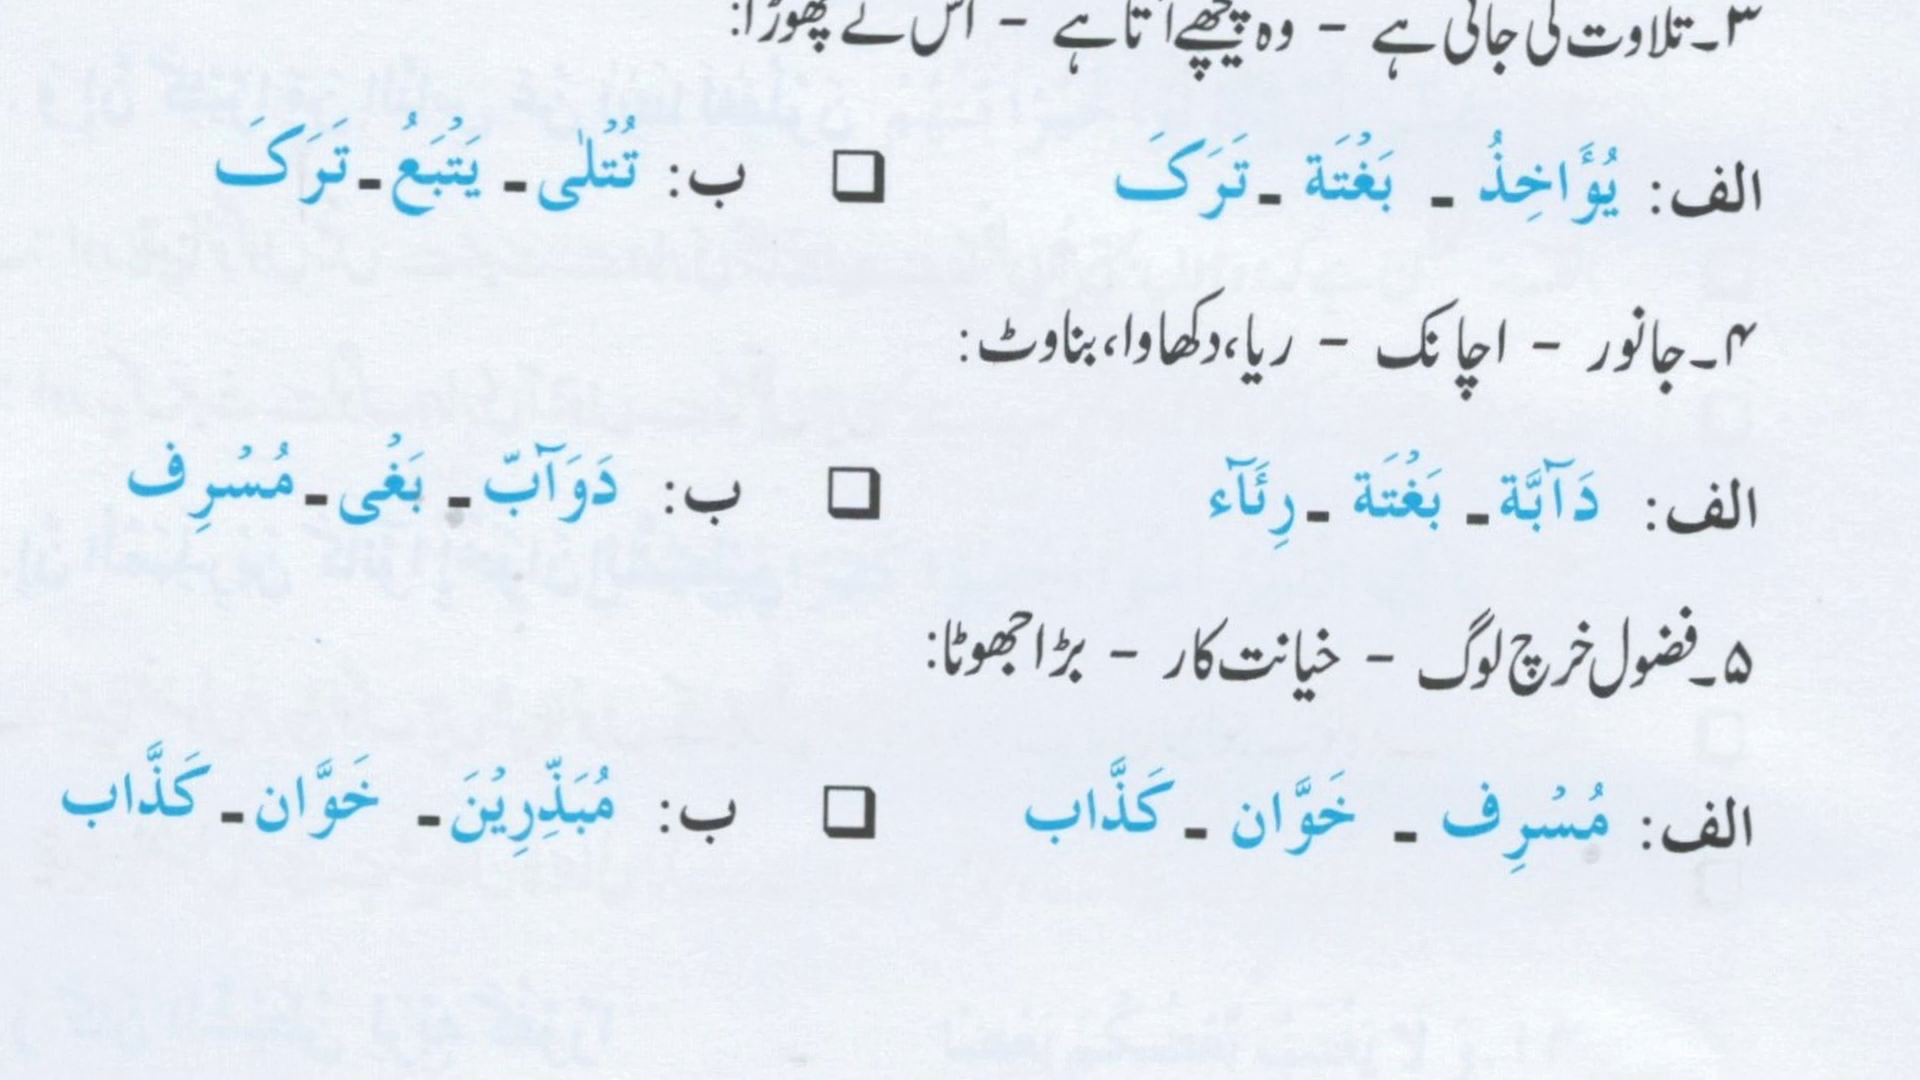 ۳۔تلاوت کی جاتی ہے – وہ پیچھے آتا ہے – اس نے چھوڑا:
الف: یُؤَاخِذُ ـ بَغْتَة ـ تَرَکَ ❑ ب: تُتْلٰی ـ یَتْبَعُ ـ تَرَکَ
۴۔جانور – اچانک – ریا،دکھاوا،بناوٹ:
الف: دَآبَّة ـ بَغْتَة ـ رِئَآء ❑ ب: دَوَآبّ ـ بَغْی ـ مُسْرِف
۵۔فضول خرچ لوگ – خیانت کار – بڑا جھوٹا:
الف: مُسْرِف ـ خَوَّان ـ کَذَّاب ❑ ب: مُبَذِّرِیْنَ ـ خَوَّان ـ کَذَّاب